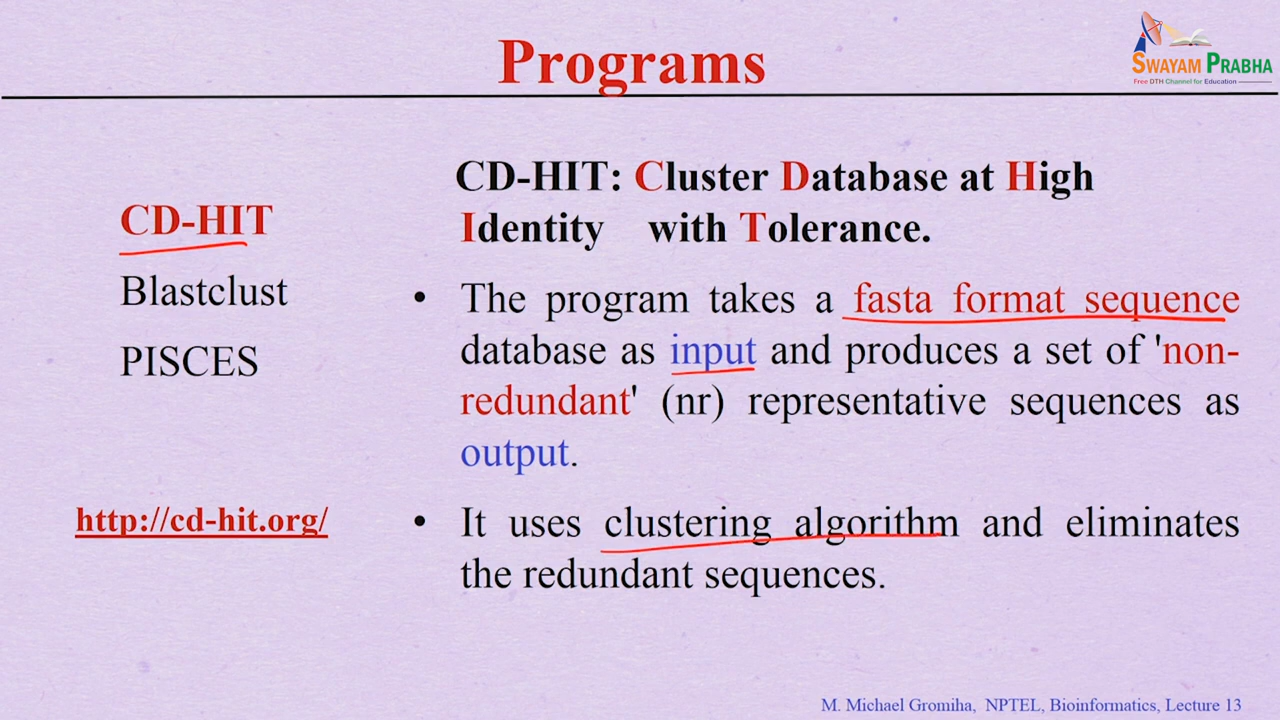 Programs
SWAYAM PRABHA
Free DTH Channel for Education
CD-HIT
Blastclust
PISCES
http://cd-hit.org/
CD-HIT: Cluster Database at High
Identity with Tolerance.
• The program takes a fasta format sequence
database as input and produces a set of 'non-
redundant' (nr) representative sequences as
output.
• It uses clustering algorithm and eliminates
the redundant sequences.
M. Michael Gromiha, NPTEL, Bioinformatics, Lecture 13